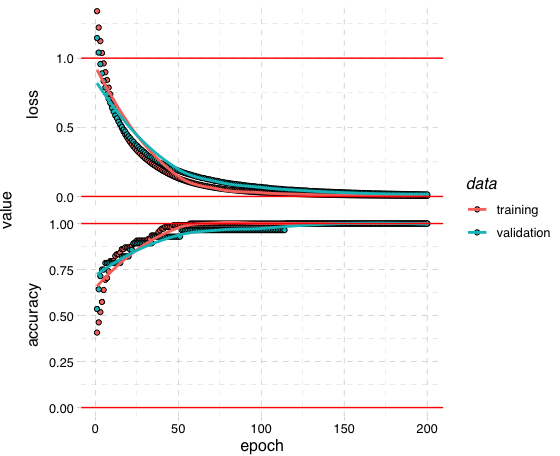 value
loss
1.0
0.5
0.0
accuracy
1.00
0.75
0.50
0.25
0.00
0 50 100 150 200
epoch
data
training
validation